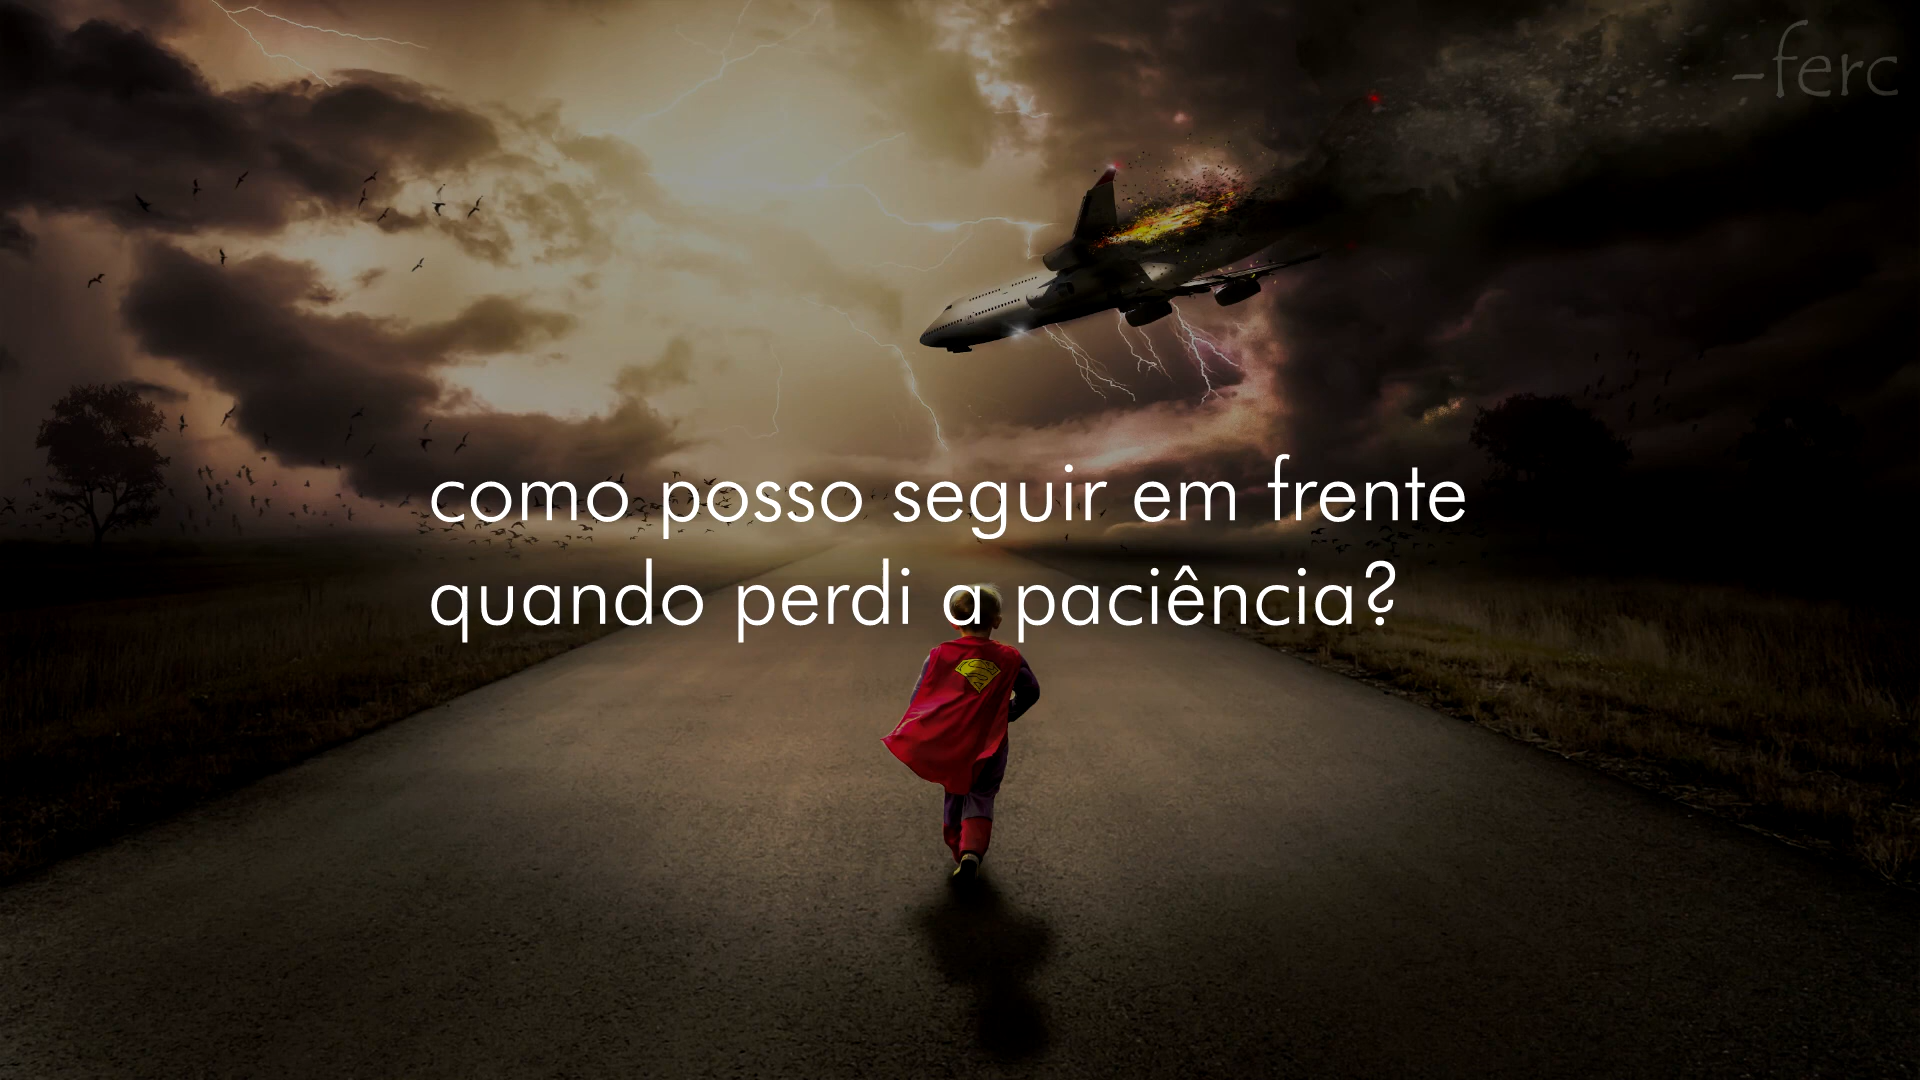 -ferc
como posso seguir em frente
quando perdi a paciência?